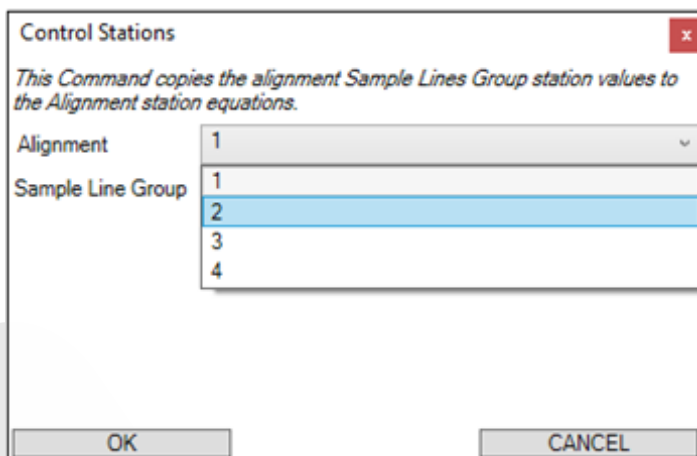 Control Stations
x
This Command copies the alignment Sample Lines Group station values to
the Alignment station equations.
Alignment 1
Sample Line Group 1
2
3
4
OK CANCEL